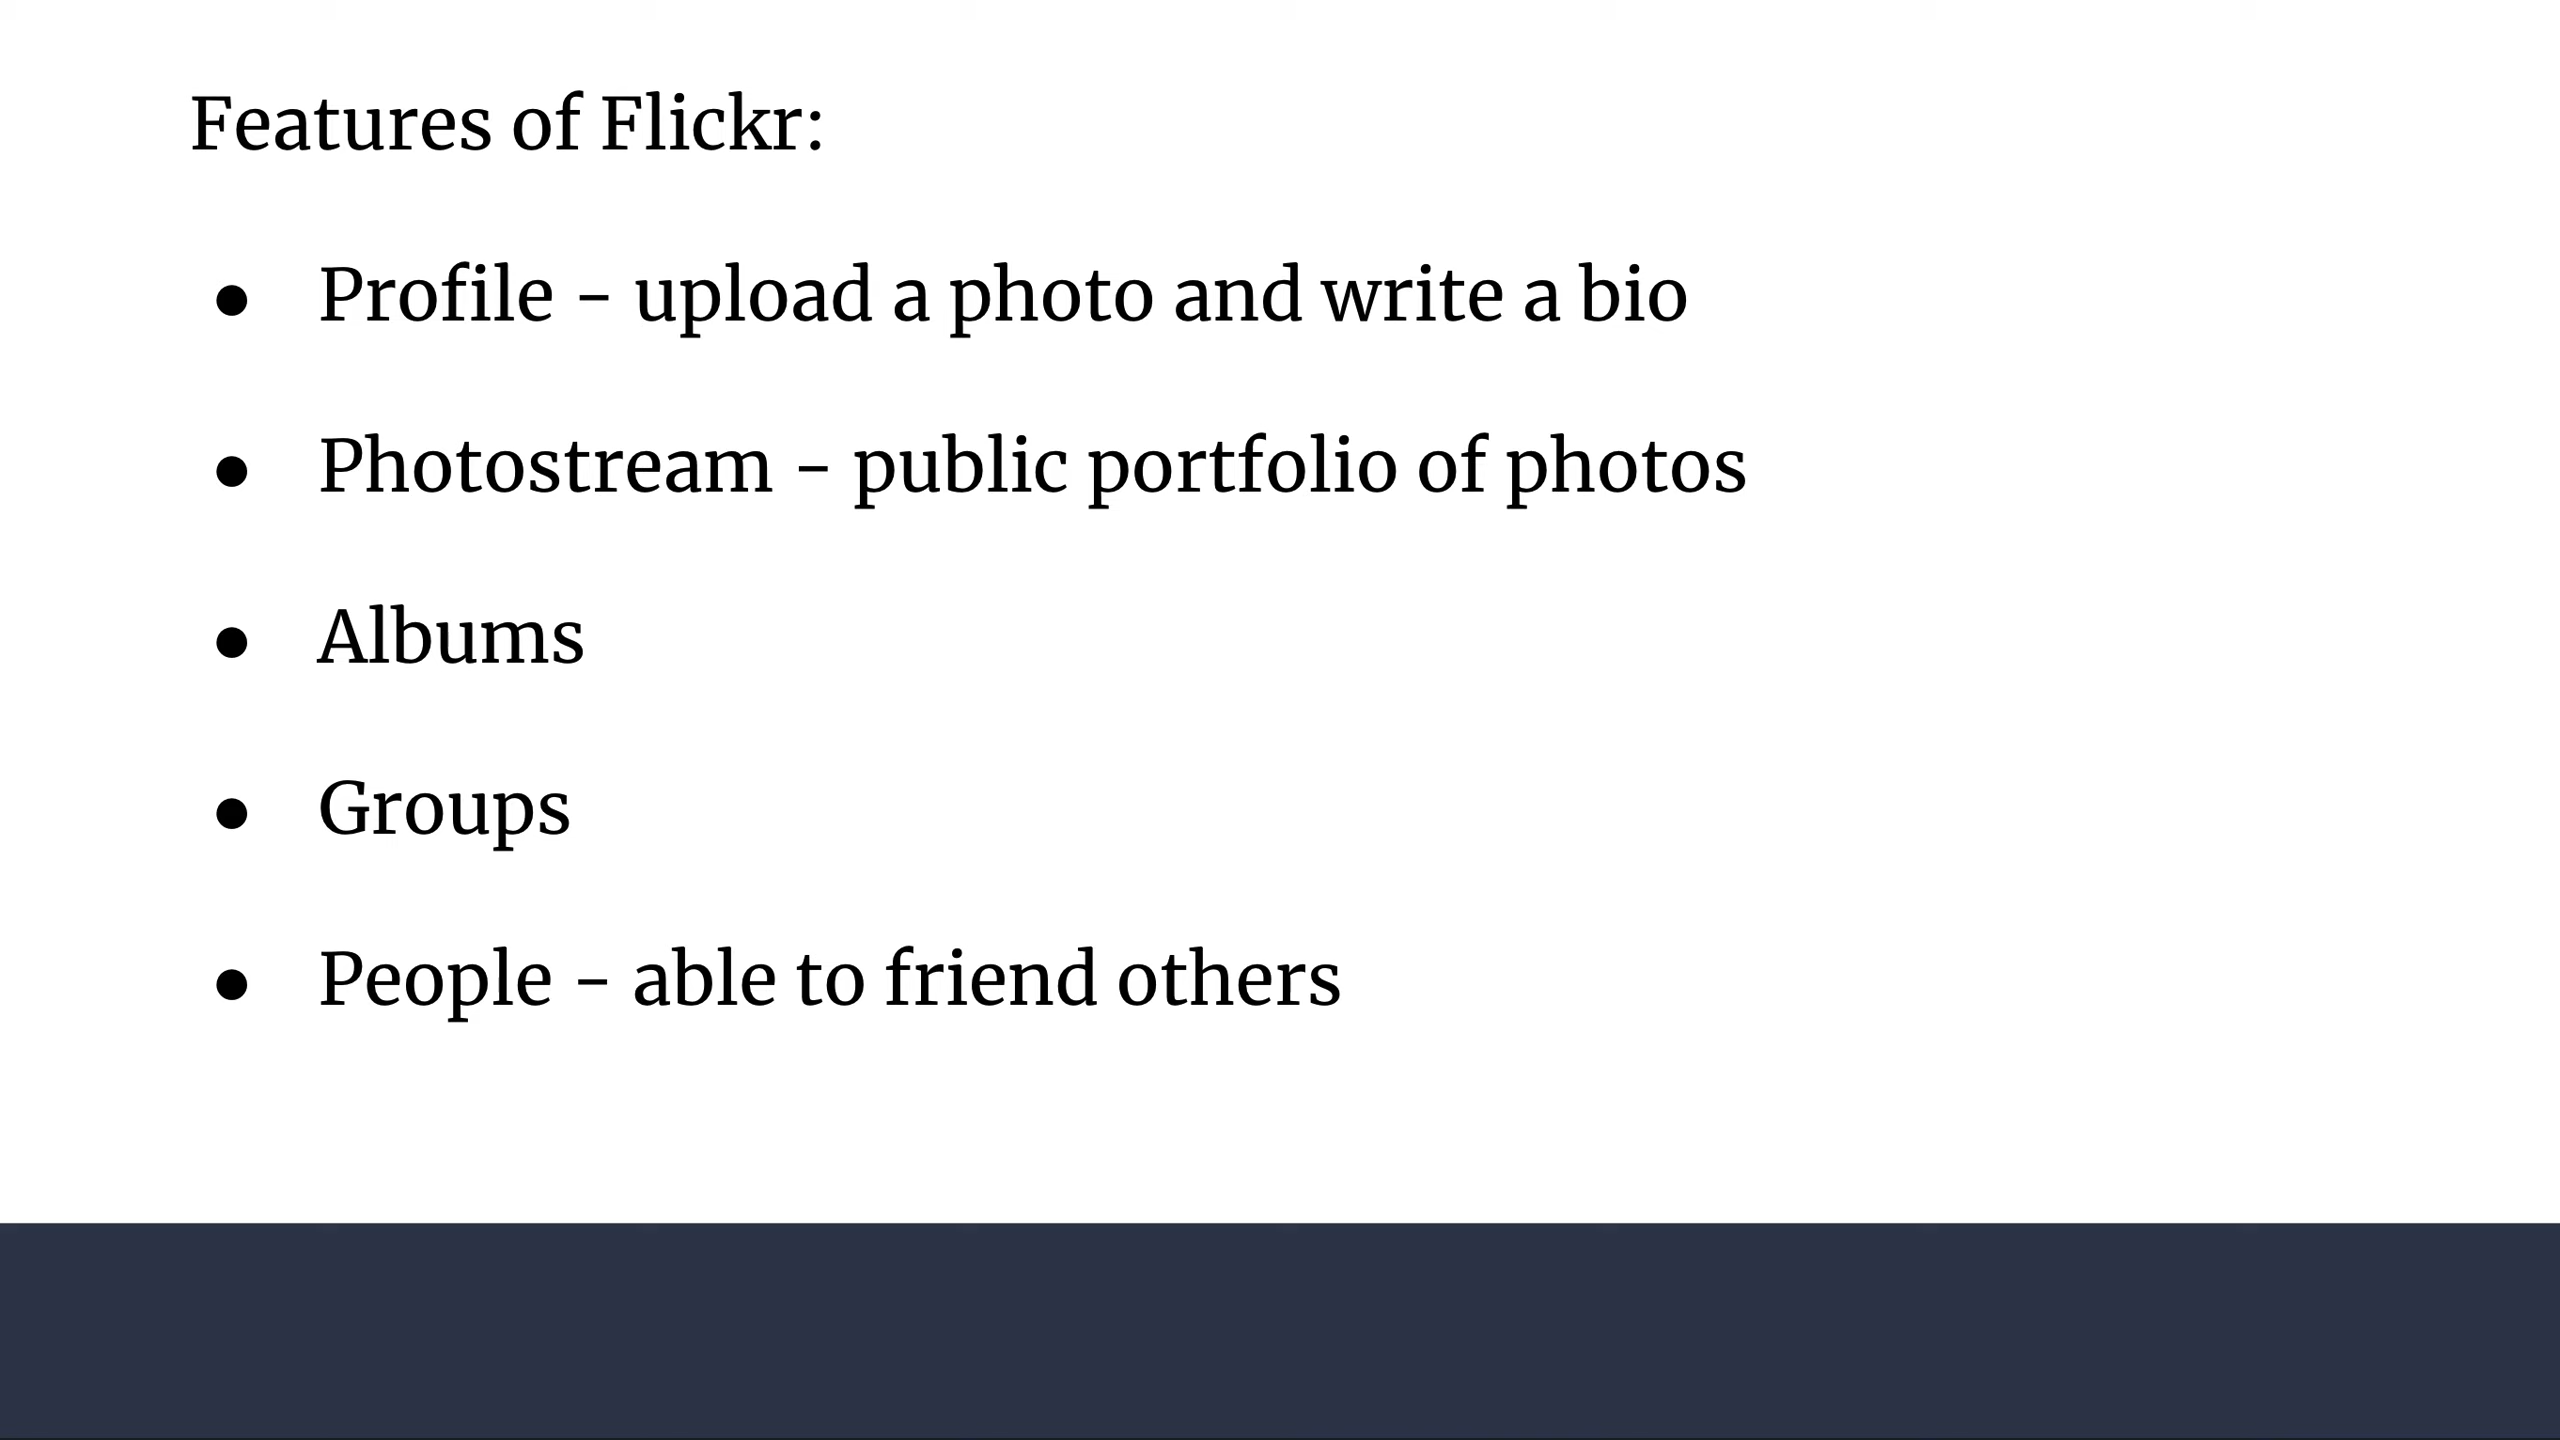 Features of Flickr:
● Profile - upload a photo and write a bio
● Photostream - public portfolio of photos
● Albums
● Groups
● People - able to friend others